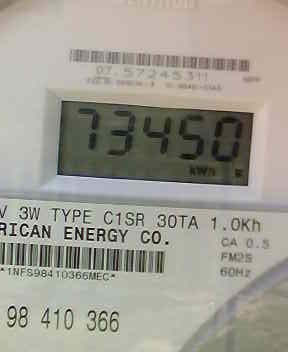 07.57245311
73450
kWh
V 3W TYPE C1SR 30TA 1.0Kh
RICAN ENERGY CO.
CA 0.5
FM2S
*1NFS98410366MEC*
60Hz
98 410 366